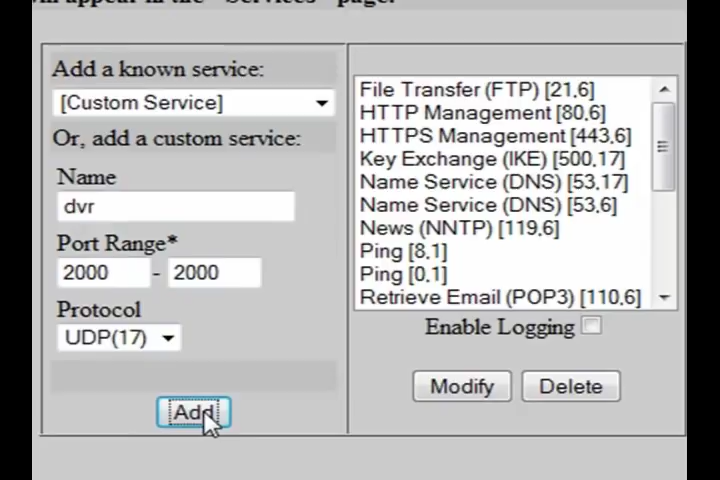 Add a known service:
[Custom Service]
Or, add a custom service:
Name
dvr
Port Range*
2000 - 2000
Protocol
UDP(17)
Add
File Transfer (FTP) [21,6]
HTTP Management [80,6]
HTTPS Management [443,6]
Key Exchange (IKE) [500,17]
Name Service (DNS) [53,17]
Name Service (DNS) [53,6]
News (NNTP) [119,6]
Ping [8,1]
Ping [0,1]
Retrieve Email (POP3) [110,6]
Enable Logging
Modify
Delete